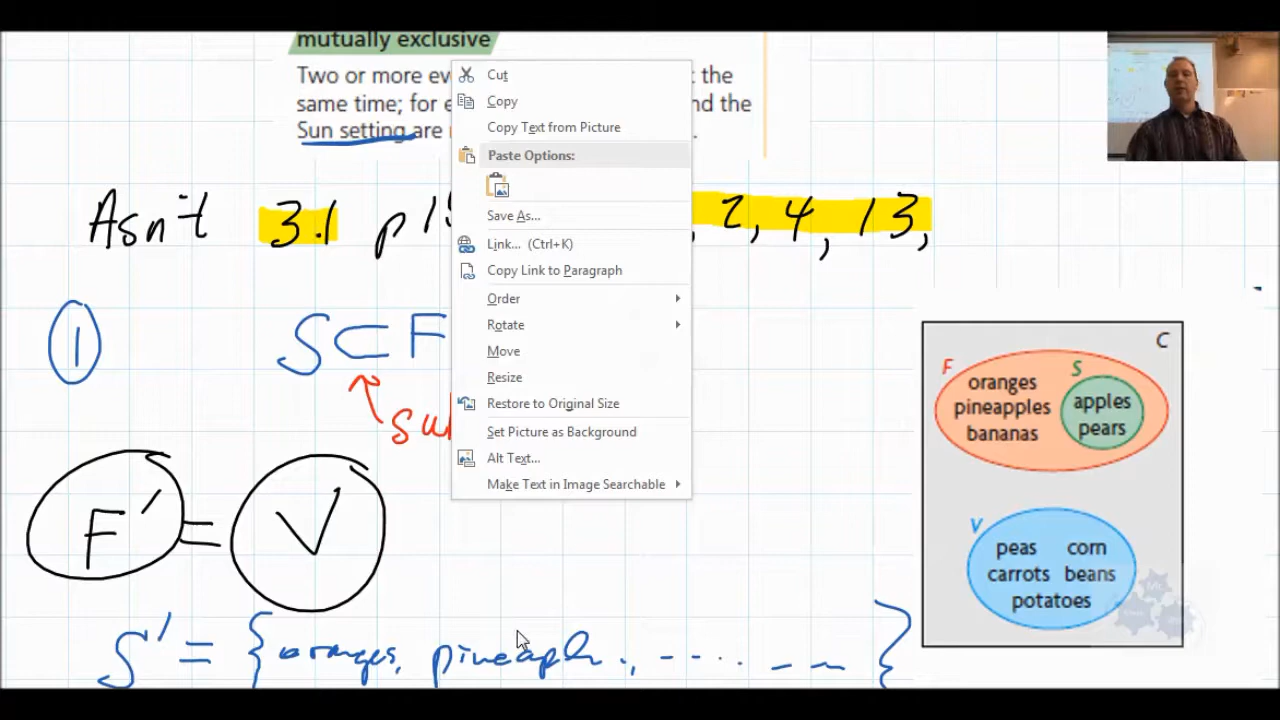 mutually exclusive
Two or more ev
same time; for e
Sun setting are
t the
nd the
Cut
Copy
Copy Text from Picture
Paste Options:
Save As...
Link... (Ctrl+K)
Copy Link to Paragraph
Order
Rotate
Move
Resize
Restore to Original Size
Set Picture as Background
Alt Text...
Make Text in Image Searchable
Asn't 3.1 p15 , 2, 4, 13,
1 S⊂F
su
F' = V
S' = {oranges, pineapp., ---... -- }
C
F
S
oranges
pineapples
bananas
apples
pears
V
peas corn
carrots beans
potatoes